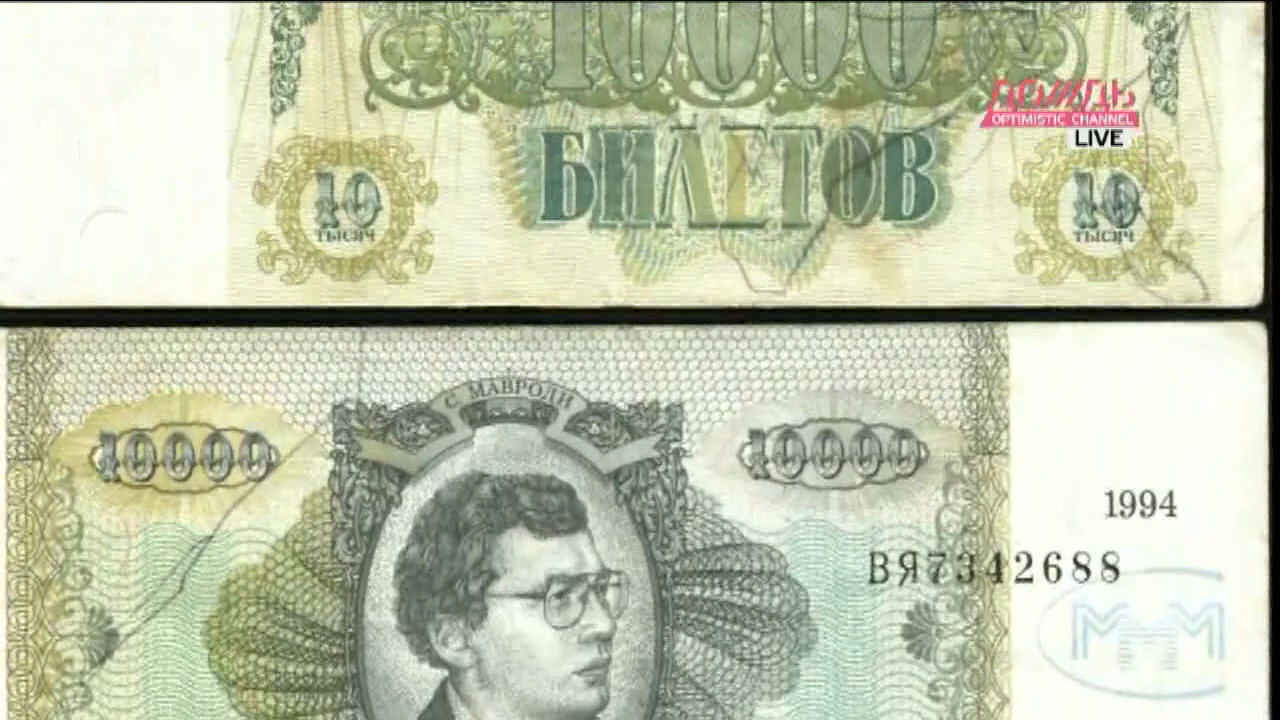 10000
ДОЖДЬ
OPTIMISTIC CHANNEL
LIVE
БИЛЕТОВ
10
ТЫСЯЧ
10
ТЫСЯЧ
С МАВРОДИ
10000
10000
1994
ВЯ7342688
МММ